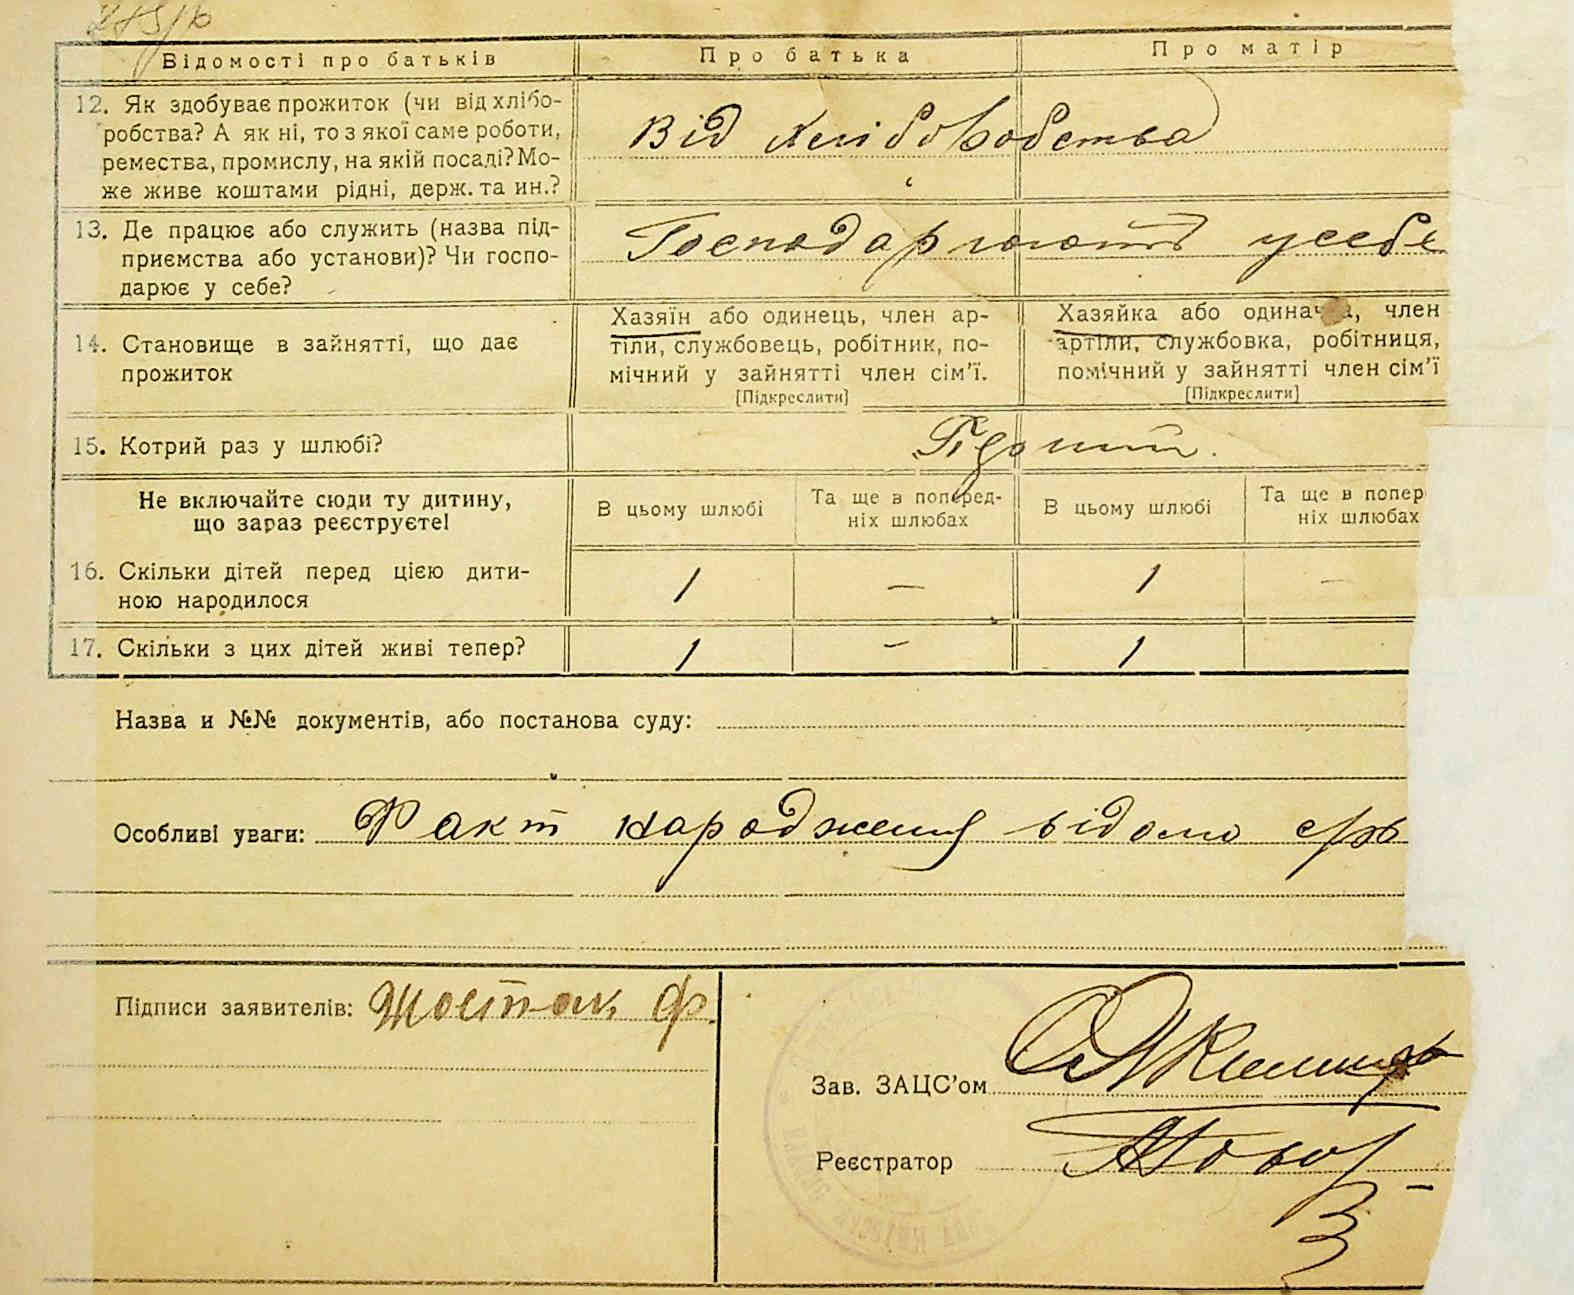 Відомості про батьків
Про батька
Про матір
12. Як здобуває прожиток (чи від хлібо-
робства? А як ні, то з якої саме роботи,
ремества, промислу, на якій посаді? Мо-
же живе коштами рідні, держ. та ин.?
Від хліборобства
13. Де працює або служить (назва під-
приємства або установи)? Чи госпо-
дарює у себе?
Господарюють у себе
14. Становище в зайнятті, що дає
прожиток
Хазяїн або одинець, член ар-
тіли, службовець, робітник, по-
мічний у зайнятті член сім'ї.
[Підкреслити]
Хазяйка або одиначка, член
артіли, службовка, робітниця,
помічний у зайнятті член сім'ї
[Підкреслити]
15. Котрий раз у шлюбі?
Не включайте сюди ту дитину,
що зараз реєструєте!
В цьому шлюбі
Та ще в поперед-
ніх шлюбах
В цьому шлюбі
Та ще в попер
ніх шлюбах
16. Скільки дітей перед цією дити-
ною народилося
1 — 1 —
17. Скільки з цих дітей живі тепер?
1 — 1
Назва и №№ документів, або постанова суду:
Особливі уваги: Факт народження відомо с/р
Підписи заявителів: Шостак Ф.
Зав. ЗАЦС'ом
Реєстратор